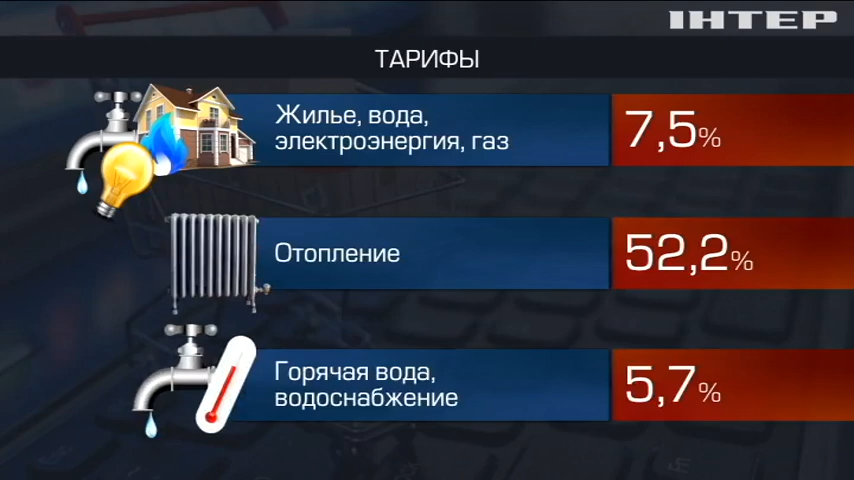 ІНТЕР
ТАРИФЫ
Жилье, вода,
электроэнергия, газ
7,5%
Отопление
52,2%
Горячая вода,
водоснабжение
5,7%